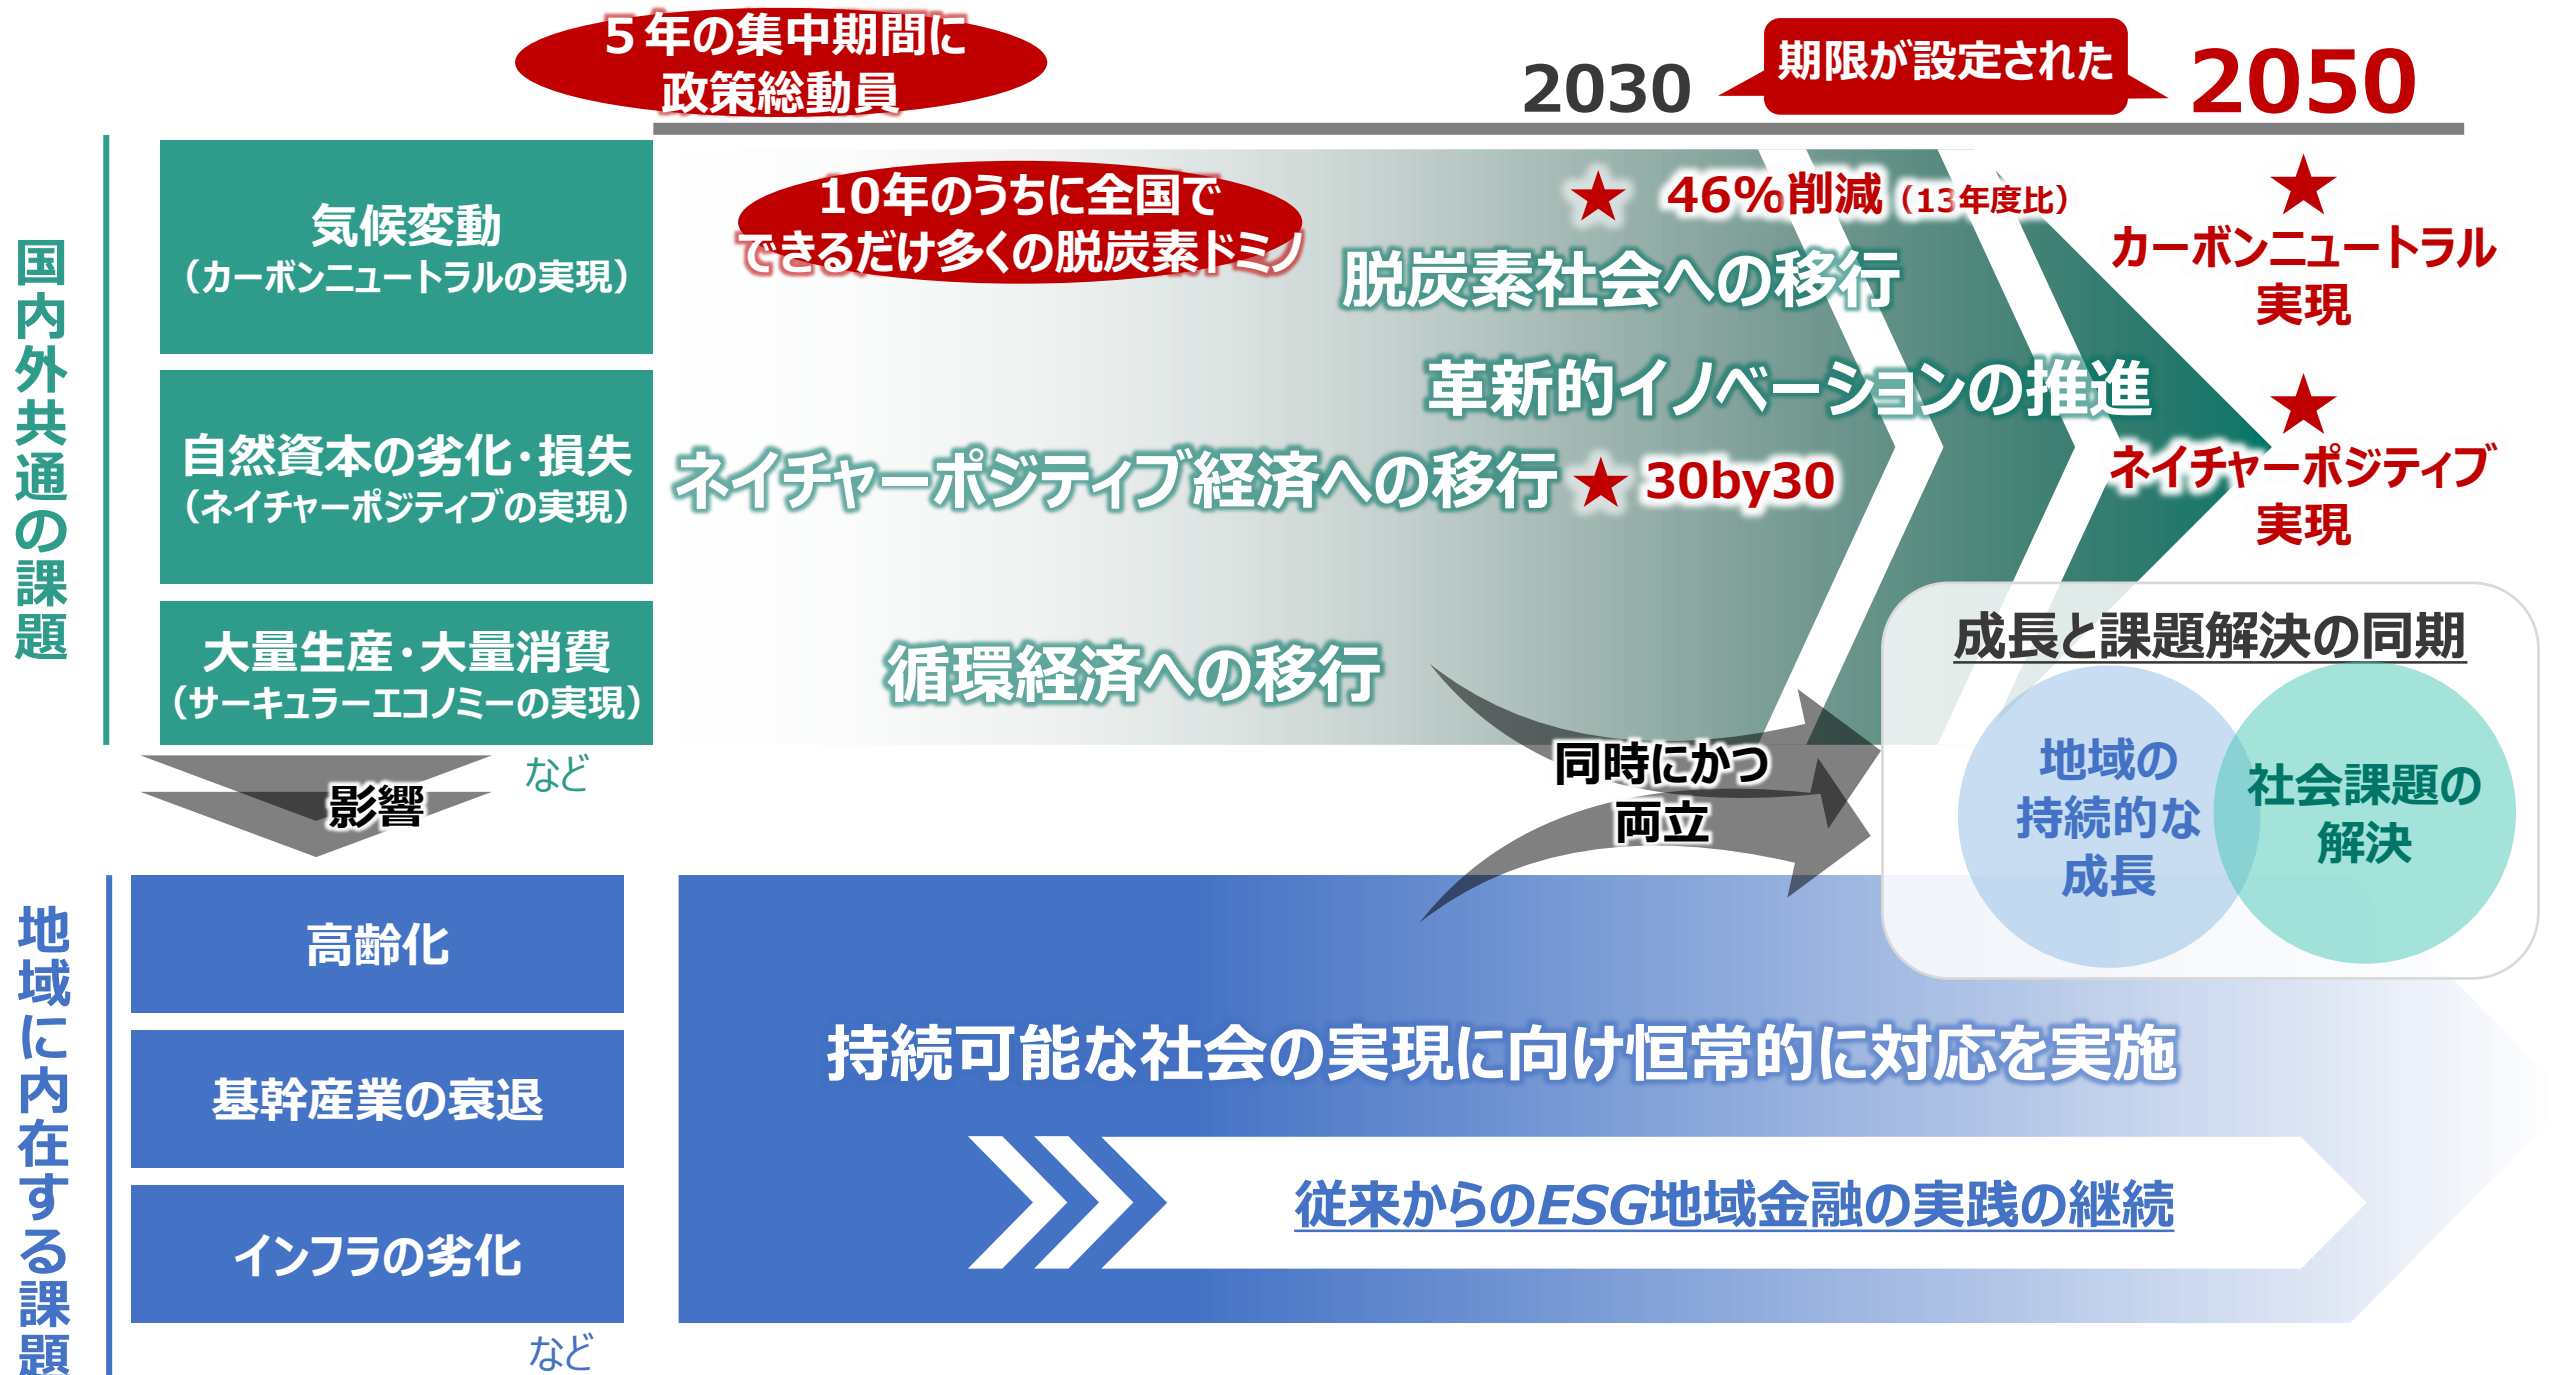 ５年の集中期間に
政策総動員
2030
期限が設定された
2050
国内外共通の課題
気候変動
（カーボンニュートラルの実現）
10年のうちに全国で
できるだけ多くの脱炭素ドミノ
★ 46%削減（13年度比）
脱炭素社会への移行
★
カーボンニュートラル
実現
革新的イノベーションの推進
自然資本の劣化・損失
（ネイチャーポジティブの実現）
ネイチャーポジティブ経済への移行
★ 30by30
★
ネイチャーポジティブ
実現
大量生産・大量消費
（サーキュラーエコノミーの実現）
循環経済への移行
など
影響
同時にかつ
両立
成長と課題解決の同期
地域の
持続的な
成長
社会課題の
解決
地域に内在する課題
高齢化
基幹産業の衰退
インフラの劣化
など
持続可能な社会の実現に向け恒常的に対応を実施
従来からのESG地域金融の実践の継続